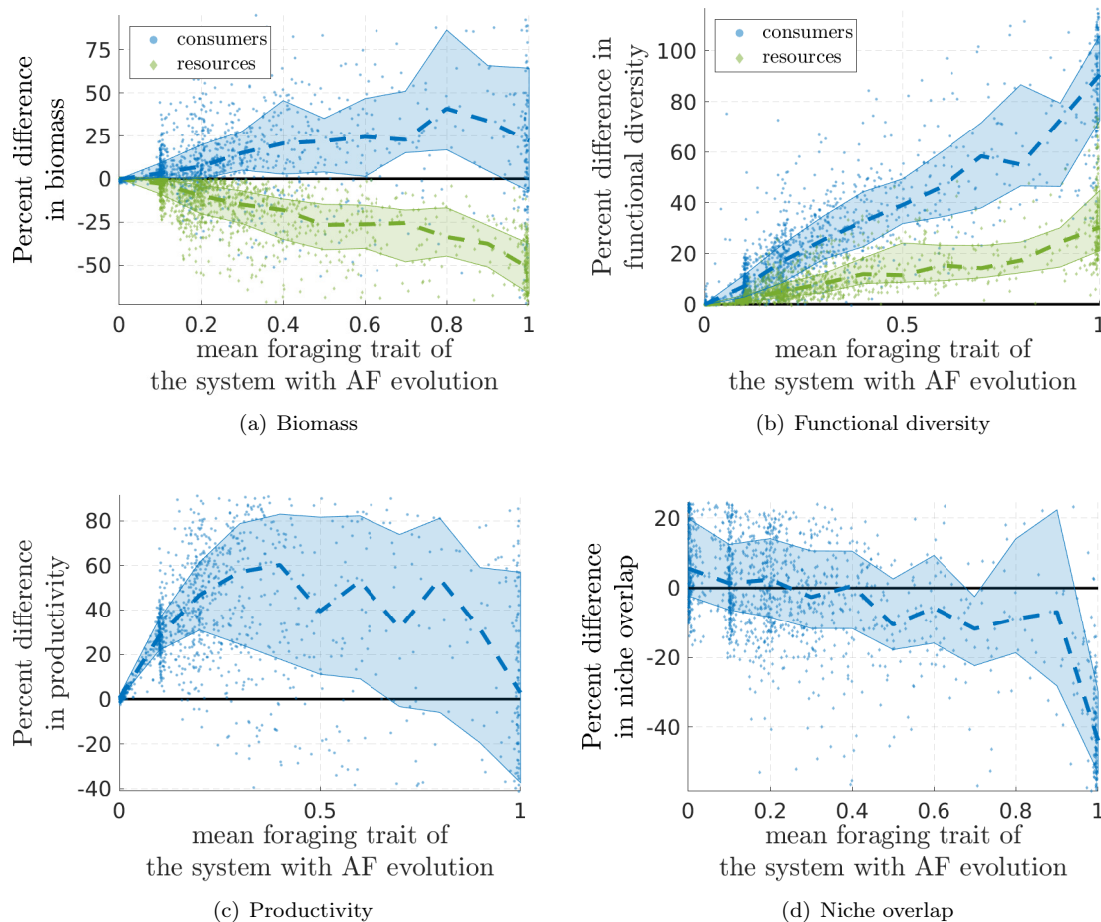 Percent difference
in biomass
consumers
resources
75
50
25
0
-25
-50
0 0.2 0.4 0.6 0.8 1
mean foraging trait of
the system with AF evolution
(a) Biomass
Percent difference in
functional diversity
consumers
resources
100
80
60
40
20
0
0 0.5 1
mean foraging trait of
the system with AF evolution
(b) Functional diversity
Percent difference
in productivity
80
60
40
20
0
-20
-40
0 0.5 1
mean foraging trait of
the system with AF evolution
(c) Productivity
Percent difference
in niche overlap
20
0
-20
-40
0 0.2 0.4 0.6 0.8 1
mean foraging trait of
the system with AF evolution
(d) Niche overlap